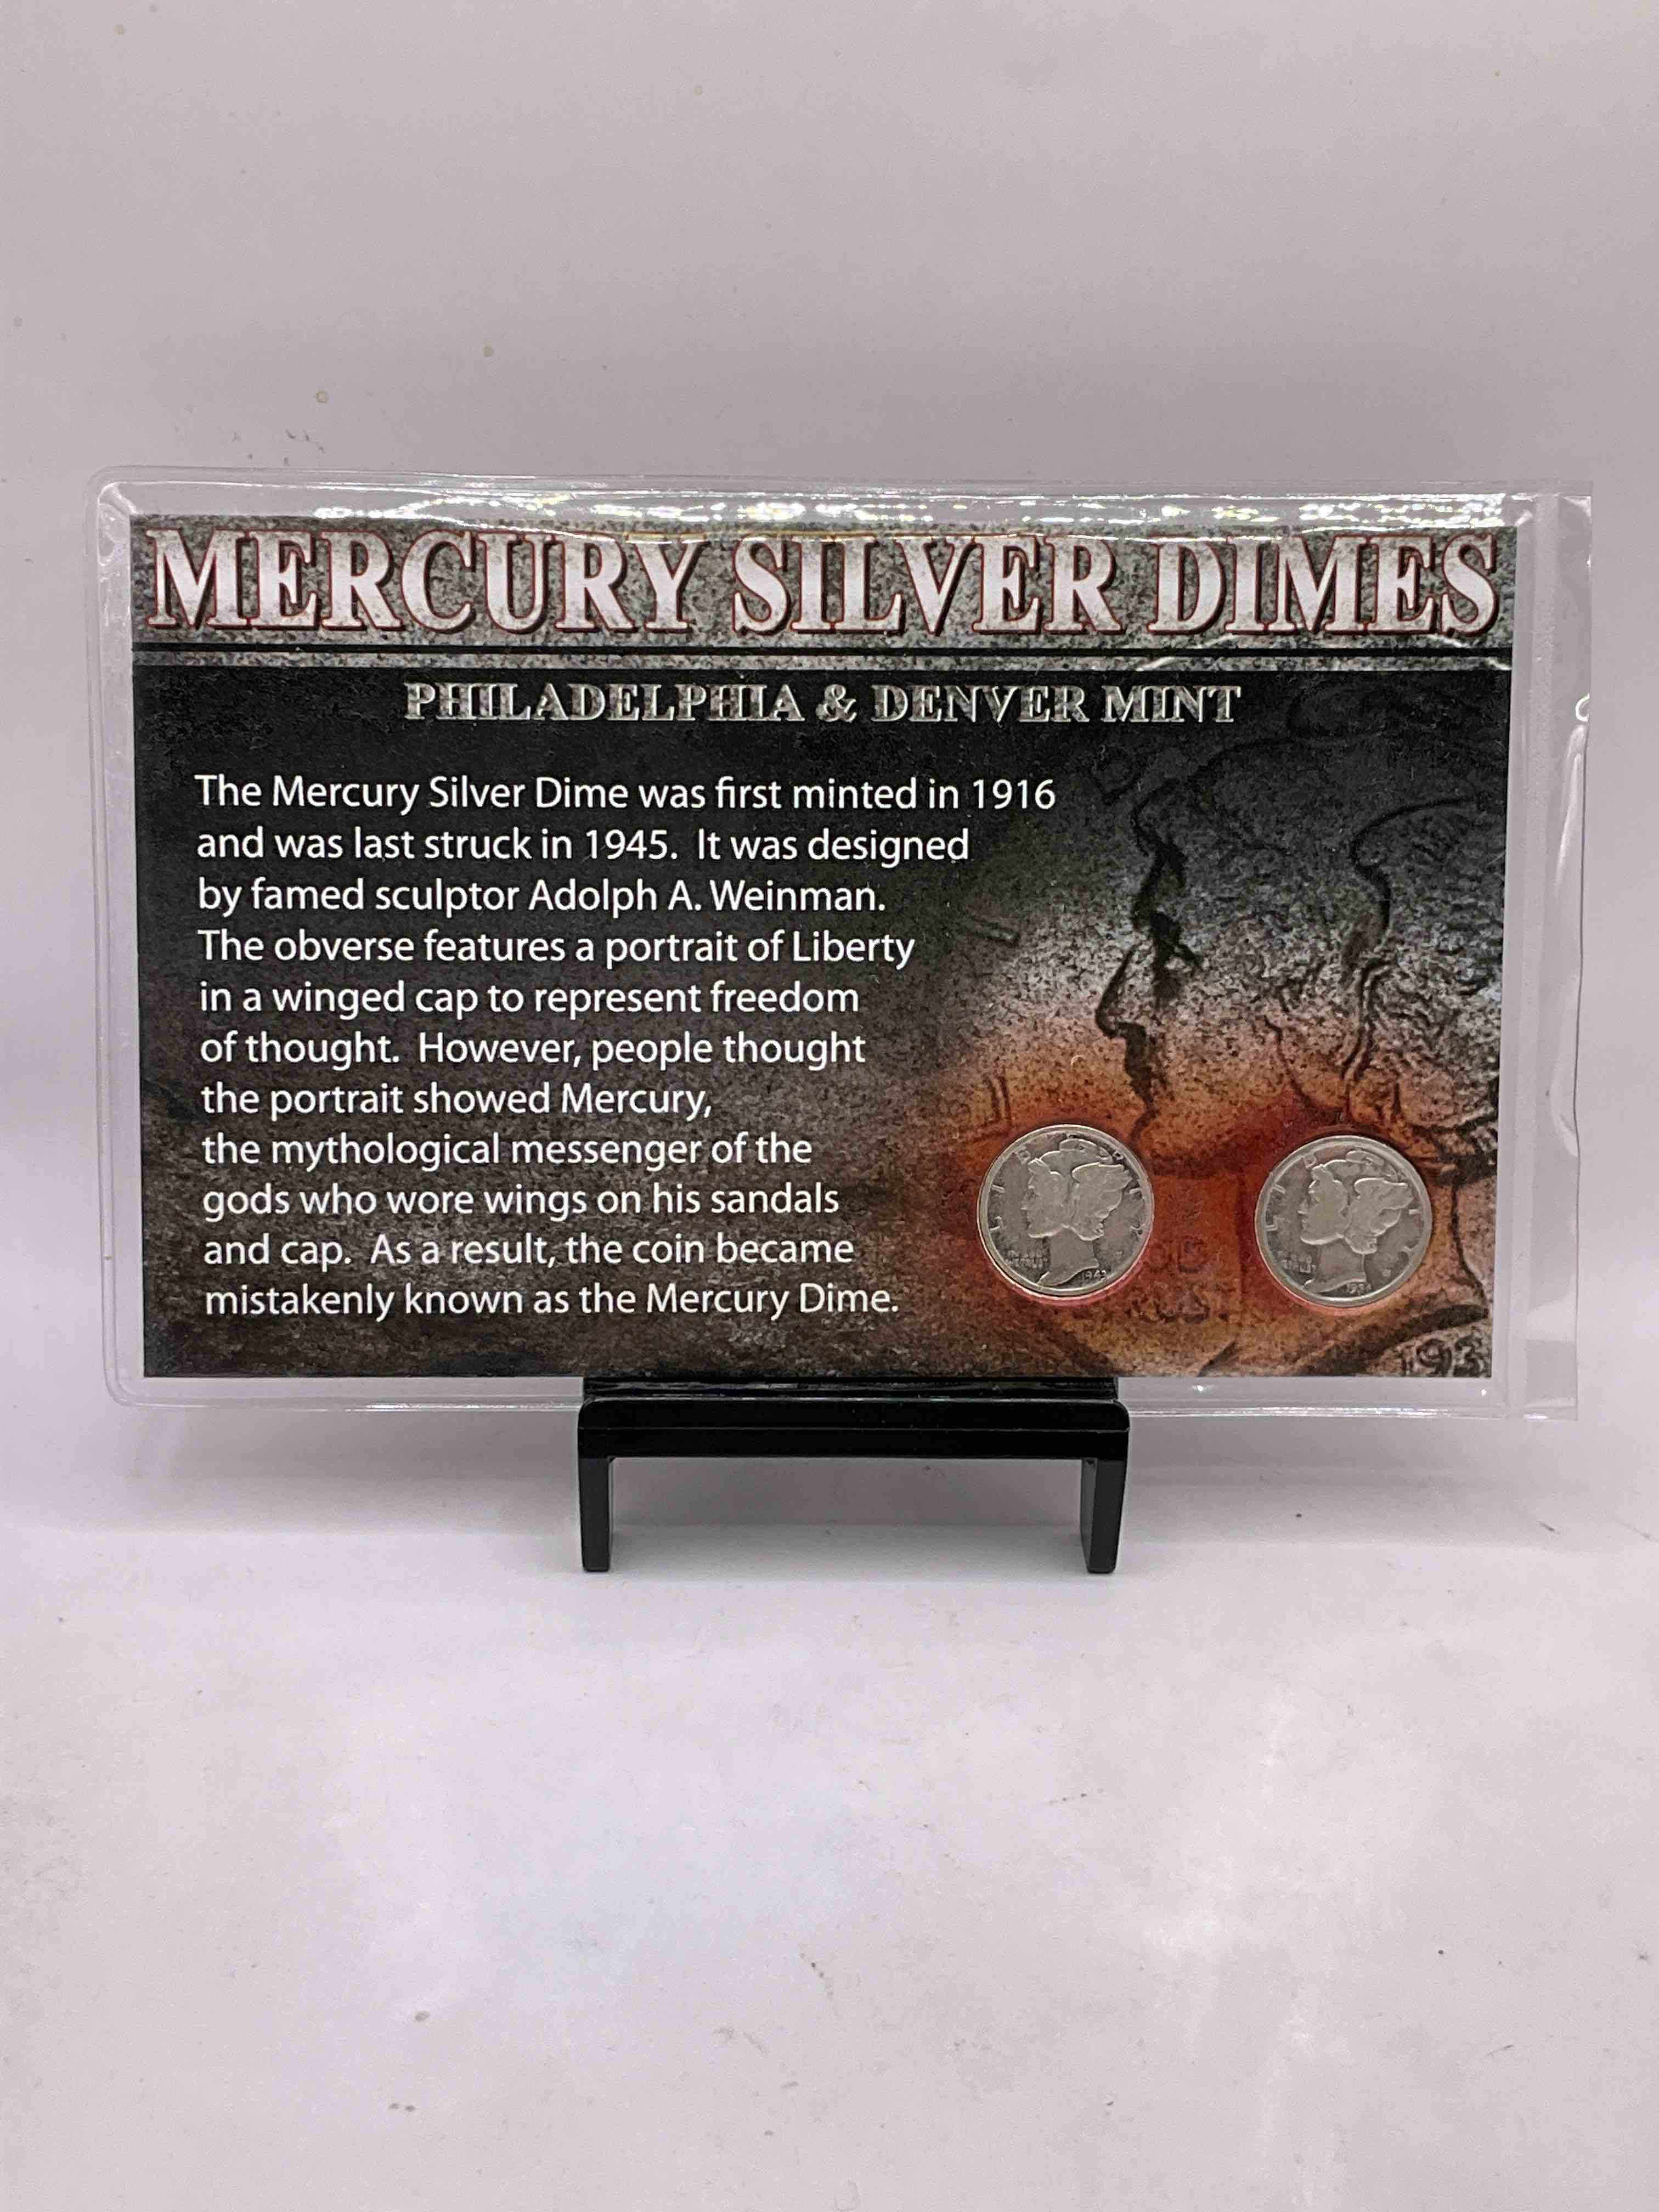 MERCURY SILVER DIMES
PHILADELPHIA & DENVER MINT
The Mercury Silver Dime was first minted in 1916
and was last struck in 1945. It was designed
by famed sculptor Adolph A. Weinman.
The obverse features a portrait of Liberty
in a winged cap to represent freedom
of thought. However, people thought
the portrait showed Mercury,
the mythological messenger of the
gods who wore wings on his sandals
and cap. As a result, the coin became
mistakenly known as the Mercury Dime.